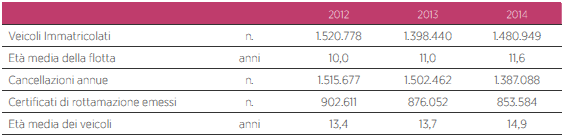 2012 2013 2014
Veicoli Immatricolati n. 1.520.778 1.398.440 1.480.949
Età media della flotta anni 10,0 11,0 11,6
Cancellazioni annue n. 1.515.677 1.502.462 1.387.088
Certificati di rottamazione emessi n. 902.611 876.052 853.584
Età media dei veicoli anni 13,4 13,7 14,9